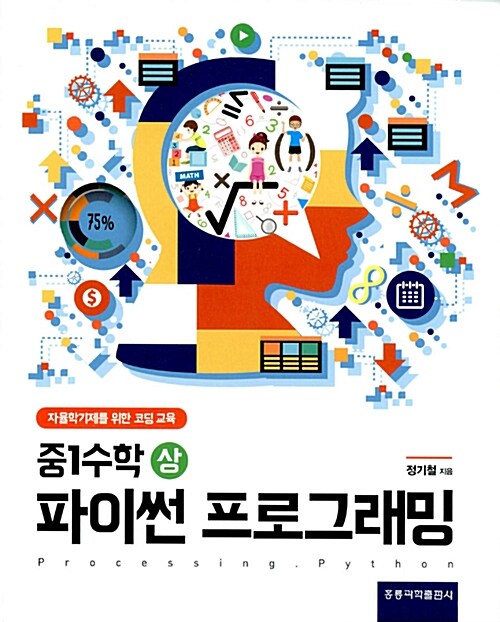 MATH
75%
자율학기제를 위한 코딩 교육
중1수학 상
정기철 지음
파이썬 프로그래밍
Processing.Python
홍릉과학출판사